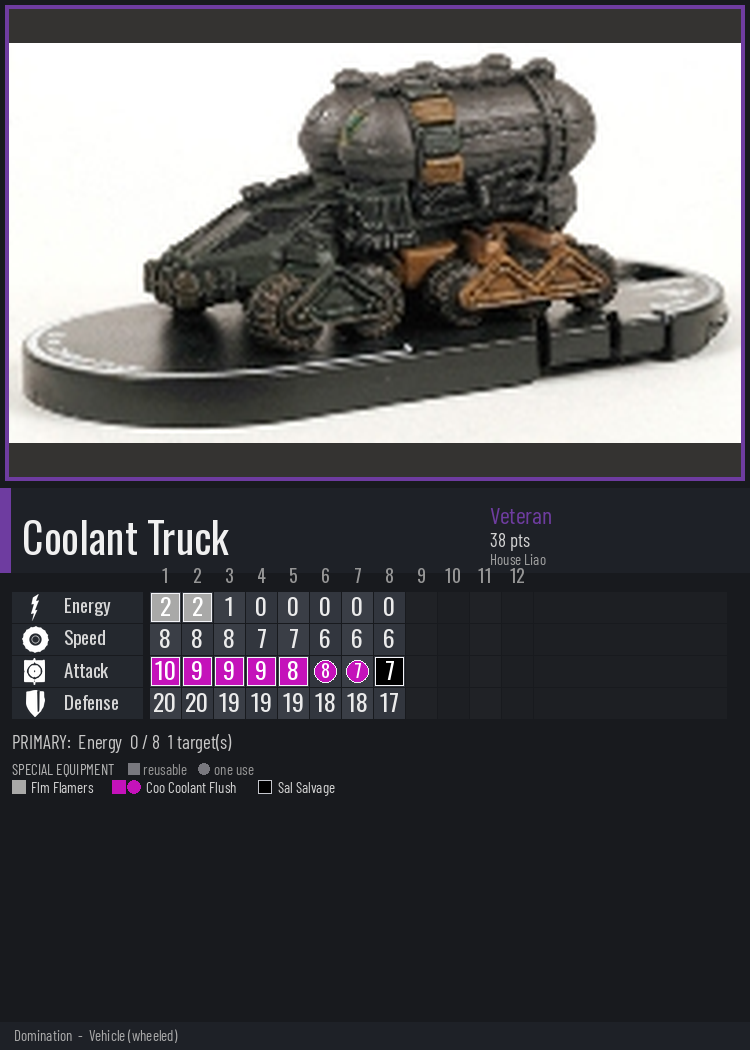 Coolant Truck
Veteran
38 pts
House Liao
1 2 3 4 5 6 7 8 9 10 11 12
Energy 2 2 1 0 0 0 0 0
Speed 8 8 8 7 7 6 6 6
Attack 10 9 9 9 8 8 7 7
Defense 20 20 19 19 19 18 18 17
PRIMARY: Energy 0 / 8 1 target(s)
SPECIAL EQUIPMENT reusable one use
Flm Flamers Coo Coolant Flush Sal Salvage
Domination - Vehicle (wheeled)